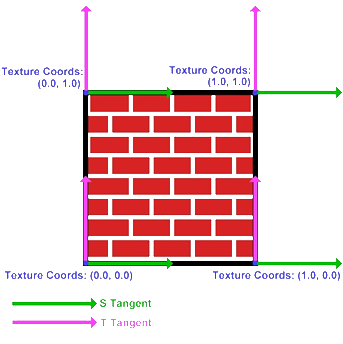 Texture Coords:
(0.0, 1.0)
Texture Coords:
(1.0, 1.0)
Texture Coords: (0.0, 0.0)
Texture Coords: (1.0, 0.0)
S Tangent
T Tangent